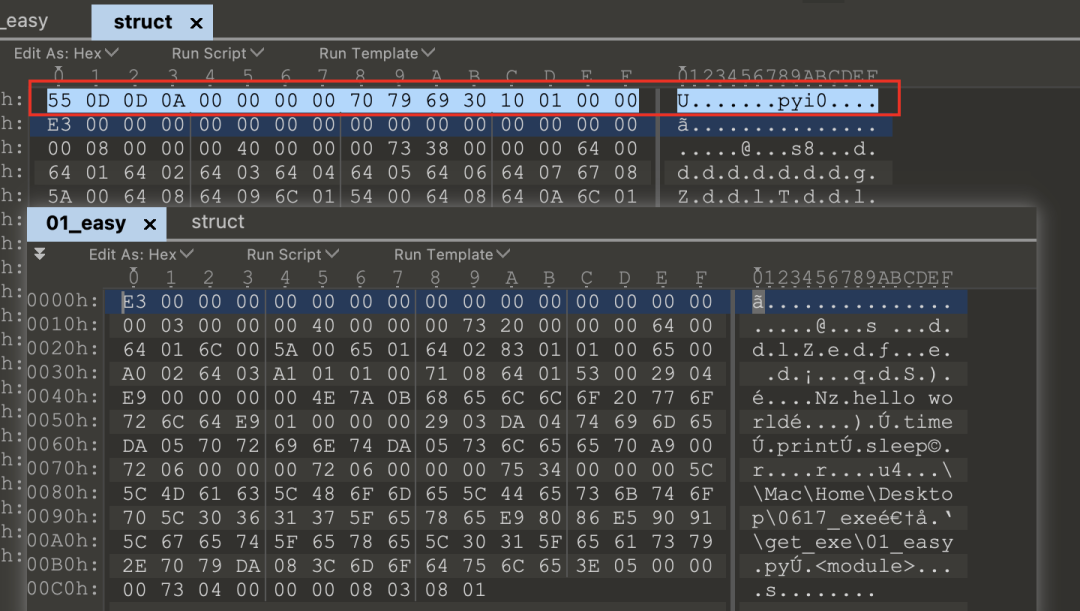 _easy struct ×
Edit As: Hex Run Script Run Template
0 1 2 3 4 5 6 7 8 9 A B C D E F 0123456789ABCDEF
h: 55 0D 0D 0A 00 00 00 00 70 79 69 30 10 01 00 00 U.......pyi0....
h: E3 00 00 00 00 00 00 00 00 00 00 00 00 00 00 00 ã...............
h: 00 08 00 00 00 40 00 00 00 73 38 00 00 00 64 00 .....@...s8...d.
h: 64 01 64 02 64 03 64 04 64 05 64 06 64 07 67 08 d.d.d.d.d.d.d.g.
h: 5A 00 64 08 64 09 6C 01 54 00 64 08 64 0A 6C 01 Z.d.d.l.T.d.d.l.
01_easy × struct
Edit As: Hex Run Script Run Template
0 1 2 3 4 5 6 7 8 9 A B C D E F 0123456789ABCDEF
0000h: E3 00 00 00 00 00 00 00 00 00 00 00 00 00 00 00 ã...............
0010h: 00 03 00 00 00 40 00 00 00 73 20 00 00 00 64 00 .....@...s ...d.
0020h: 64 01 6C 00 5A 00 65 01 64 02 83 01 01 00 65 00 d.l.Z.e.d.ƒ...e.
0030h: A0 02 64 03 A1 01 01 00 71 08 64 01 53 00 29 04 .d.¡...q.d.S.).
0040h: E9 00 00 00 00 4E 7A 0B 68 65 6C 6C 6F 20 77 6F é....Nz.hello wo
0050h: 72 6C 64 E9 01 00 00 00 29 03 DA 04 74 69 6D 65 rldé....).Ú.time
0060h: DA 05 70 72 69 6E 74 DA 05 73 6C 65 65 70 A9 00 Ú.printÚ.sleep©.
0070h: 72 06 00 00 00 72 06 00 00 00 75 34 00 00 00 5C r....r....u4...\
0080h: 5C 4D 61 63 5C 48 6F 6D 65 5C 44 65 73 6B 74 6F \Mac\Home\Deskto
0090h: 70 5C 30 36 31 37 5F 65 78 65 E9 80 86 E5 90 91 p\0617_exeé€†å.‘
00A0h: 5C 67 65 74 5F 65 78 65 5C 30 31 5F 65 61 73 79 \get_exe\01_easy
00B0h: 2E 70 79 DA 08 3C 6D 6F 64 75 6C 65 3E 05 00 00 .pyÚ.<module>...
00C0h: 00 73 04 00 00 00 08 03 08 01 .s........